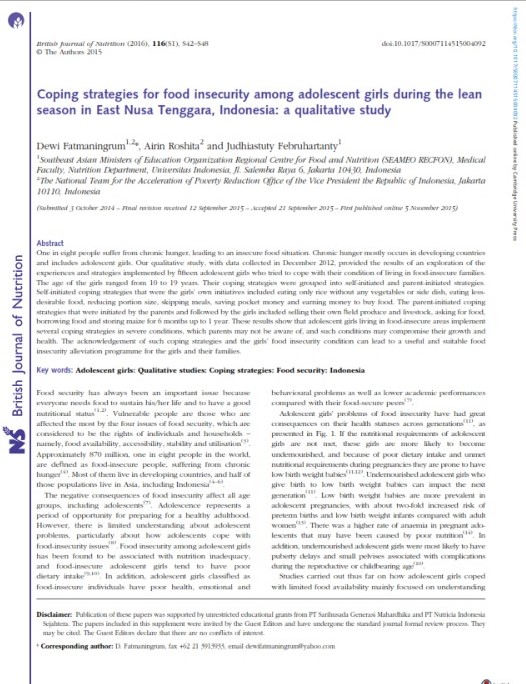 British Journal of Nutrition (2016), 116(S1), S42–S48
doi:10.1017/S0007114515004092
© The Authors 2015
Coping strategies for food insecurity among adolescent girls during the lean
season in East Nusa Tenggara, Indonesia: a qualitative study
Dewi Fatmaningrum1,2*, Airin Roshita2 and Judhiastuty Februhartanty1
1Southeast Asian Ministers of Education Organization Regional Centre for Food and Nutrition (SEAMEO RECFON), Medical
Faculty, Nutrition Department, Universitas Indonesia, Jl. Salemba Raya 6, Jakarta 10430, Indonesia
2The National Team for the Acceleration of Poverty Reduction Office of the Vice President the Republic of Indonesia, Jakarta
10110, Indonesia
(Submitted 3 October 2014 – Final revision received 12 September 2015 – Accepted 21 September 2015 – First published online 5 November 2015)
Abstract
One in eight people suffer from chronic hunger, leading to an insecure food situation. Chronic hunger mostly occurs in developing countries
and includes adolescent girls. Our qualitative study, with data collected in December 2012, provided the results of an exploration of the
experiences and strategies implemented by fifteen adolescent girls who tried to cope with their condition of living in food-insecure families.
The age of the girls ranged from 10 to 19 years. Their coping strategies were grouped into self-initiated and parent-initiated strategies.
Self-initiated coping strategies that were the girls' own initiatives included eating only rice without any vegetables or side dish, eating less-
desirable food, reducing portion size, skipping meals, saving pocket money and earning money to buy food. The parent-initiated coping
strategies that were initiated by the parents and followed by the girls included selling their own field produce and livestock, asking for food,
borrowing food and storing maize for 6 months up to 1 year. These results show that adolescent girls living in food-insecure areas implement
several coping strategies in severe conditions, which parents may not be aware of, and such conditions may compromise their growth and
health. The acknowledgement of such coping strategies and the girls' food insecurity condition can lead to a useful and suitable food
insecurity alleviation programme for the girls and their families.
Key words: Adolescent girls: Qualitative studies: Coping strategies: Food security: Indonesia
Food security has always been an important issue because
everyone needs food to sustain his/her life and to have a good
nutritional status(1,2). Vulnerable people are those who are
affected the most by the four issues of food security, which are
considered to be the rights of individuals and households –
namely, food availability, accessibility, stability and utilisation(3).
Approximately 870 million, one in eight people in the world,
are defined as food-insecure people, suffering from chronic
hunger(4). Most of them live in developing countries, and half of
those populations live in Asia, including Indonesia(4–6).
The negative consequences of food insecurity affect all age
groups, including adolescents(7). Adolescence represents a
period of opportunity for preparing for a healthy adulthood.
However, there is limited understanding about adolescent
problems, particularly about how adolescents cope with
food-insecurity issues(8). Food insecurity among adolescent girls
has been found to be associated with nutrition inadequacy,
and food-insecure adolescent girls tend to have poor
dietary intake(9,10). In addition, adolescent girls classified as
food-insecure individuals have poor health, emotional and
behavioural problems as well as lower academic performances
compared with their food-secure peers(7).
Adolescent girls' problems of food insecurity have had great
consequences on their health statuses across generations(11), as
presented in Fig. 1. If the nutritional requirements of adolescent
girls are not met, these girls are more likely to become
undernourished, and because of poor dietary intake and unmet
nutritional requirements during pregnancies they are prone to have
low birth weight babies(11,12). Undernourished adolescent girls who
give birth to low birth weight babies can impact the next
generation(11). Low birth weight babies are more prevalent in
adolescent pregnancies, with about two-fold increased risk of
preterm births and low birth weight infants compared with adult
women(13). There was a higher rate of anaemia in pregnant ado-
lescents that may have been caused by poor nutrition(14). In
addition, undernourished adolescent girls were most likely to have
puberty delays and small pelvises associated with complications
during the reproductive or childbearing age(10).
Studies carried out thus far on how adolescent girls coped
with limited food availability mainly focused on understanding
Disclaimer: Publication of these papers was supported by unrestricted educational grants from PT Sarihusada Generasi Mahardhika and PT Nutricia Indonesia
Sejahtera. The papers included in this supplement were invited by the Guest Editors and have undergone the standard journal formal review process. They
may be cited. The Guest Editors declare that there are no conflicts of interest.
* Corresponding author: D. Fatmaningrum, fax +62 21 3913933, email dewifatmaningrum@yahoo.com
NS British Journal of Nutrition
Published online by Cambridge University Press